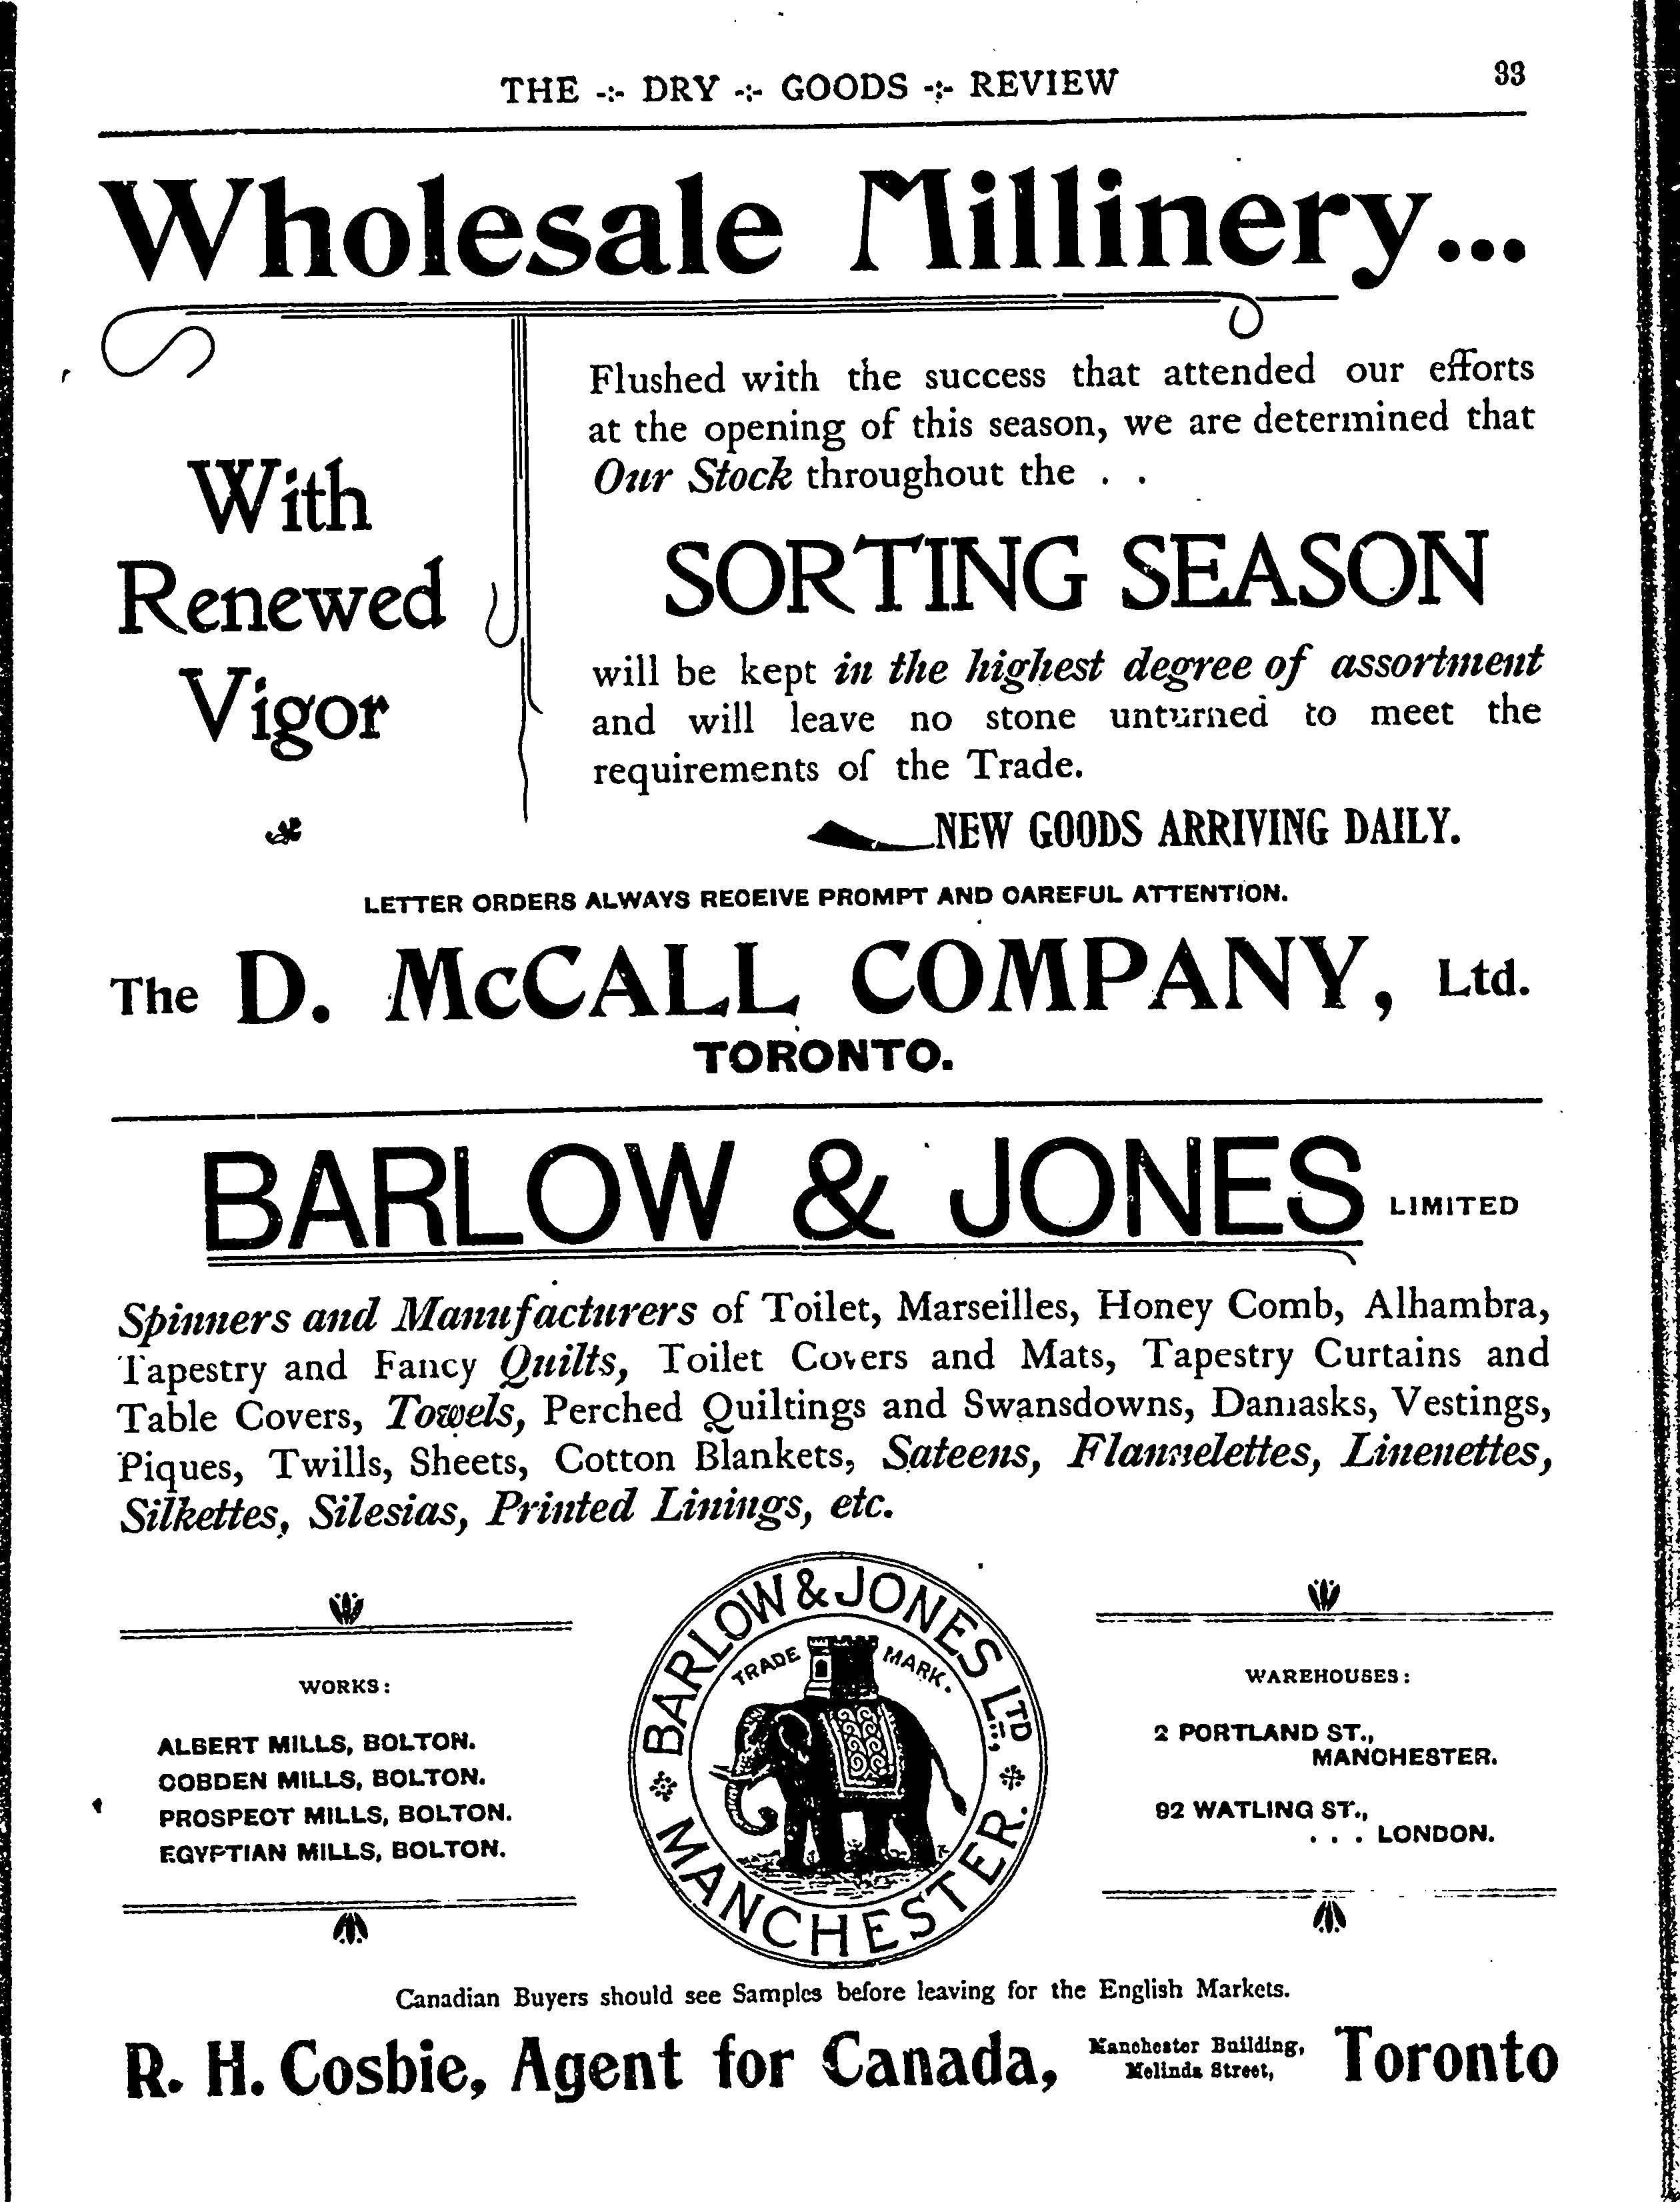 THE -:- DRY -:- GOODS -:- REVIEW
33
Wholesale Millinery...
With
Renewed
Vigor
Flushed with the success that attended our efforts
at the opening of this season, we are determined that
Our Stock throughout the . .
SORTING SEASON
will be kept in the highest degree of assortment
and will leave no stone unturned to meet the
requirements of the Trade.
NEW GOODS ARRIVING DAILY.
LETTER ORDERS ALWAYS RECEIVE PROMPT AND CAREFUL ATTENTION.
The D. McCALL COMPANY, Ltd.
TORONTO.
BARLOW & JONES LIMITED
Spinners and Manufacturers of Toilet, Marseilles, Honey Comb, Alhambra,
Tapestry and Fancy Quilts, Toilet Covers and Mats, Tapestry Curtains and
Table Covers, Towels, Perched Quiltings and Swansdowns, Damasks, Vestings,
Piques, Twills, Sheets, Cotton Blankets, Sateens, Flannelettes, Linenettes,
Silkettes, Silesias, Printed Linings, etc.
WORKS:
ALBERT MILLS, BOLTON.
COBDEN MILLS, BOLTON.
PROSPECT MILLS, BOLTON.
EGYPTIAN MILLS, BOLTON.
BARLOW & JONES LTD.,
TRADE MARK.
MANCHESTER.
WAREHOUSES:
2 PORTLAND ST.,
MANCHESTER.
92 WATLING ST.,
. . . LONDON.
Canadian Buyers should see Samples before leaving for the English Markets.
R. H. Cosbie, Agent for Canada, Manchester Building, Melinda Street, Toronto